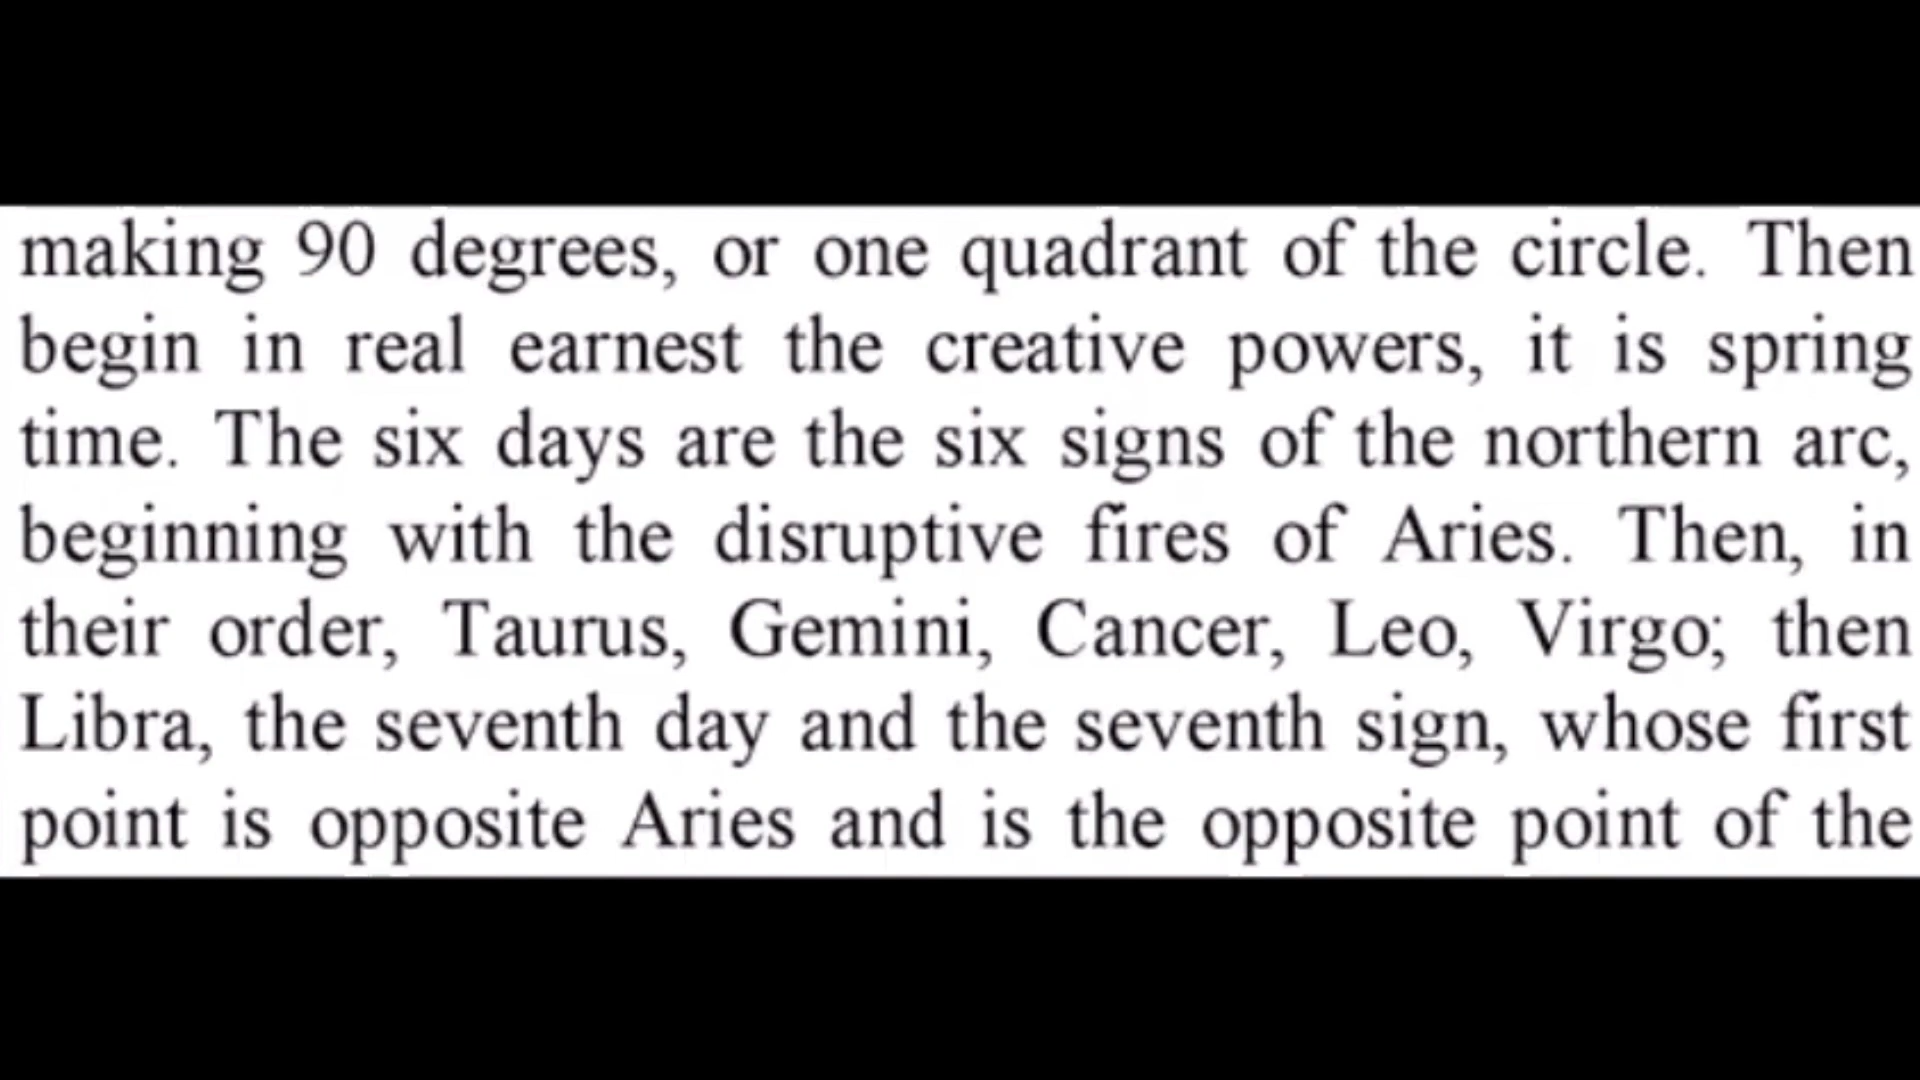 making 90 degrees, or one quadrant of the circle. Then
begin in real earnest the creative powers, it is spring
time. The six days are the six signs of the northern arc,
beginning with the disruptive fires of Aries. Then, in
their order, Taurus, Gemini, Cancer, Leo, Virgo; then
Libra, the seventh day and the seventh sign, whose first
point is opposite Aries and is the opposite point of the